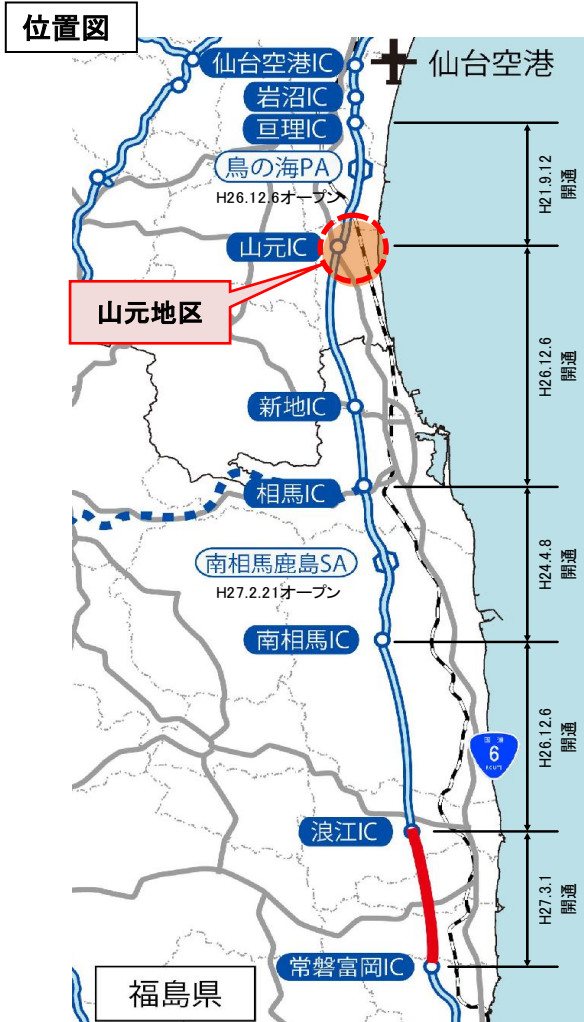 位置図
仙台空港IC
仙台空港
岩沼IC
亘理IC
鳥の海PA
H26.12.6オープン
H21.9.12
開通
山元IC
山元地区
H26.12.6
開通
新地IC
相馬IC
南相馬鹿島SA
H27.2.21オープン
H24.4.8
開通
南相馬IC
H26.12.6
開通
国道
6
ROUTE
浪江IC
H27.3.1
開通
常磐富岡IC
福島県